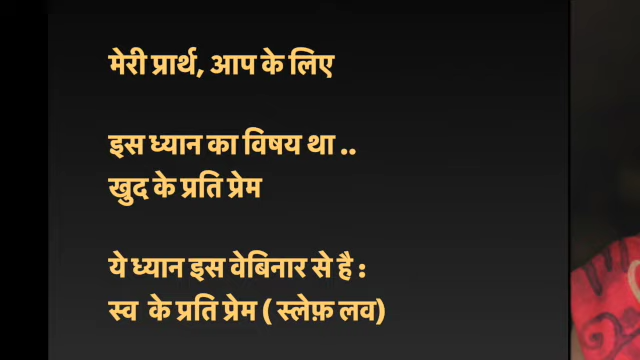 मेरी प्रार्थ, आप के लिए
इस ध्यान का विषय था ..
खुद के प्रति प्रेम
ये ध्यान इस वेबिनार से है :
स्व के प्रति प्रेम ( स्लेफ़ लव)